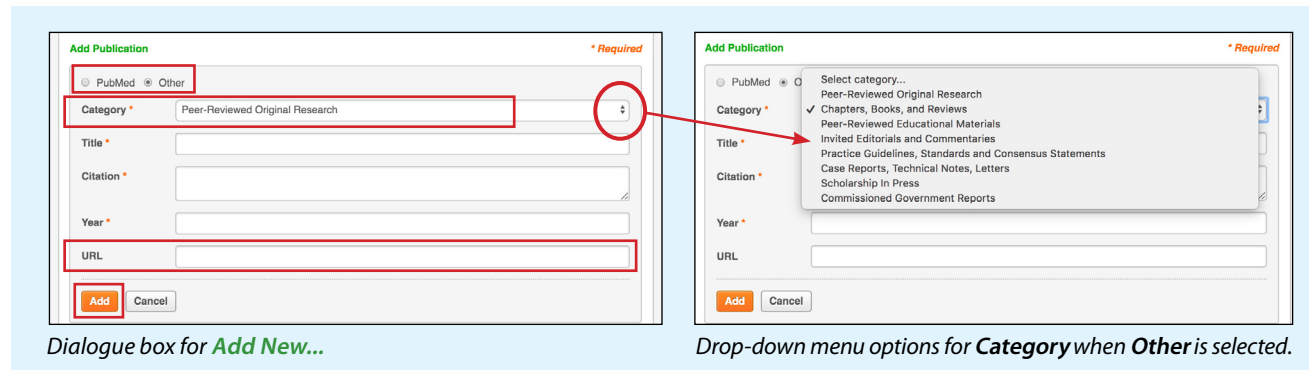 Add Publication * Required
PubMed Other
Category * Peer-Reviewed Original Research
Title *
Citation *
Year *
URL
Add Cancel
Dialogue box for Add New...
Add Publication * Required
PubMed O
Select category...
Peer-Reviewed Original Research
Category * ✓ Chapters, Books, and Reviews
Peer-Reviewed Educational Materials
Title * Invited Editorials and Commentaries
Practice Guidelines, Standards and Consensus Statements
Citation * Case Reports, Technical Notes, Letters
Scholarship In Press
Commissioned Government Reports
Year *
URL
Add Cancel
Drop-down menu options for Category when Other is selected.